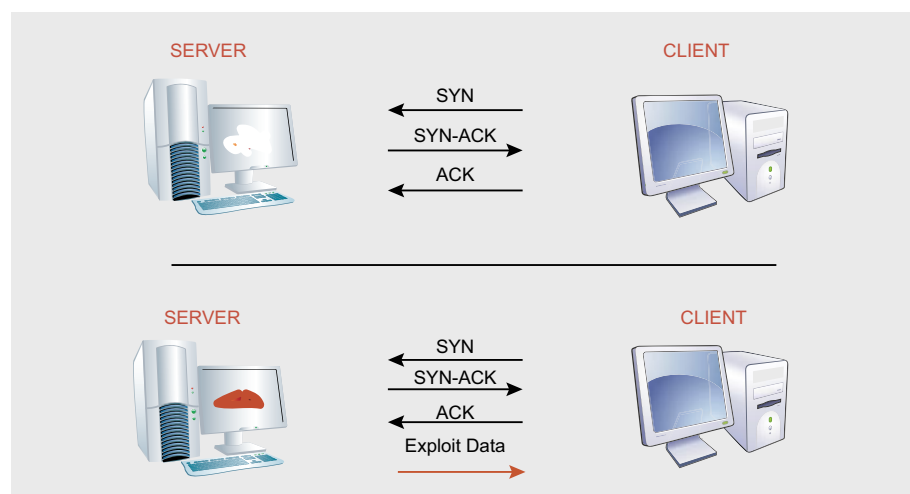 SERVER
CLIENT
SYN
SYN-ACK
ACK
SERVER
CLIENT
SYN
SYN-ACK
ACK
Exploit Data